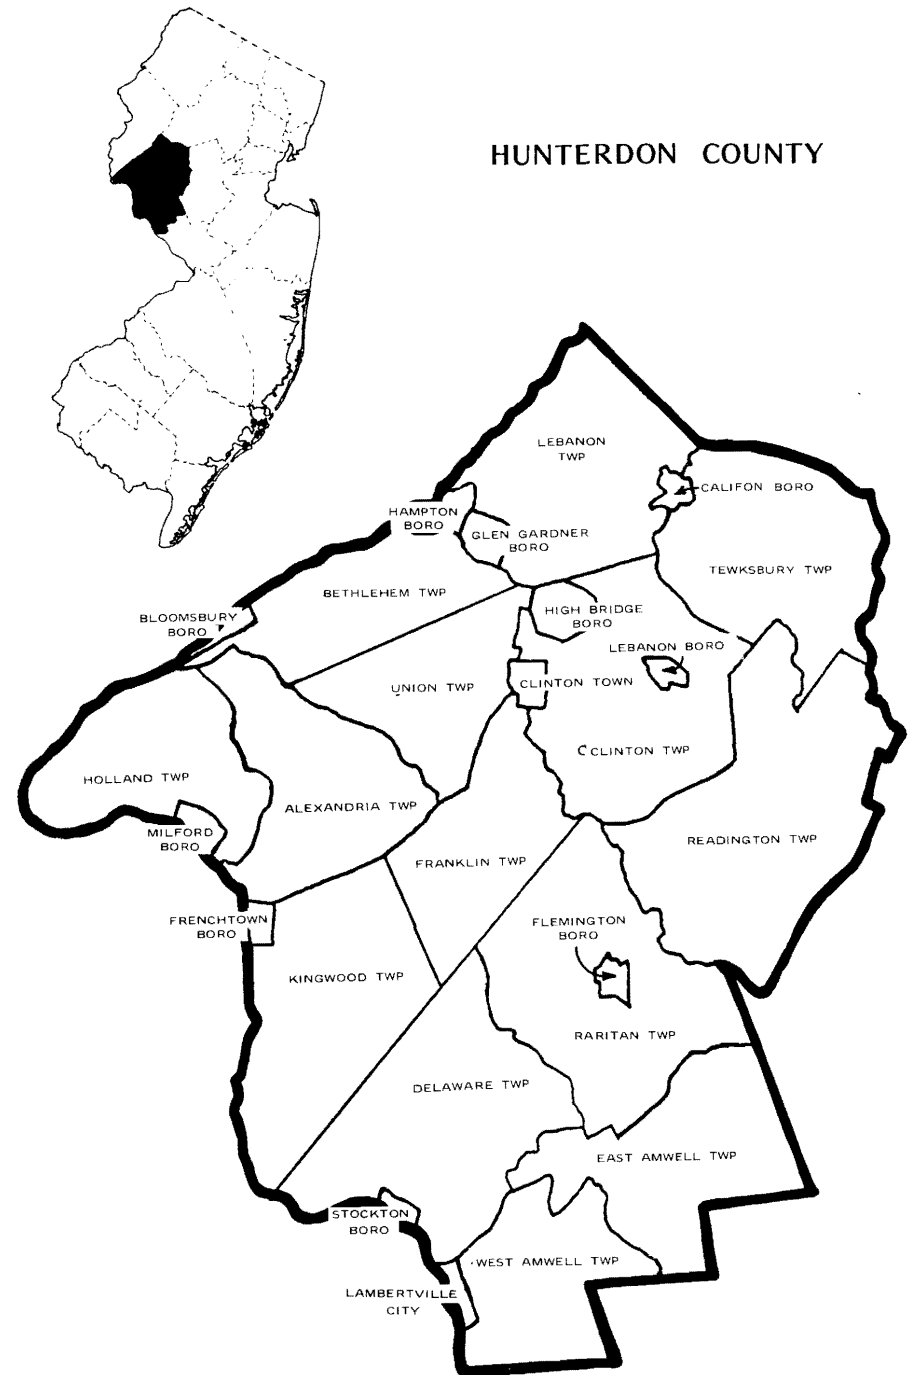 HUNTERDON COUNTY
LEBANON
TWP
CALIFON BORO
HAMPTON
BORO
GLEN GARDNER
BORO
TEWKSBURY TWP
BETHLEHEM TWP
BLOOMSBURY
BORO
HIGH BRIDGE
BORO
LEBANON BORO
UNION TWP
CLINTON TOWN
CCLINTON TWP
HOLLAND TWP
ALEXANDRIA TWP
MILFORD
BORO
READINGTON TWP
FRANKLIN TWP
FRENCHTOWN
BORO
FLEMINGTON
BORO
KINGWOOD TWP
RARITAN TWP
DELAWARE TWP
EAST AMWELL TWP
STOCKTON
BORO
WEST AMWELL TWP
LAMBERTVILLE
CITY